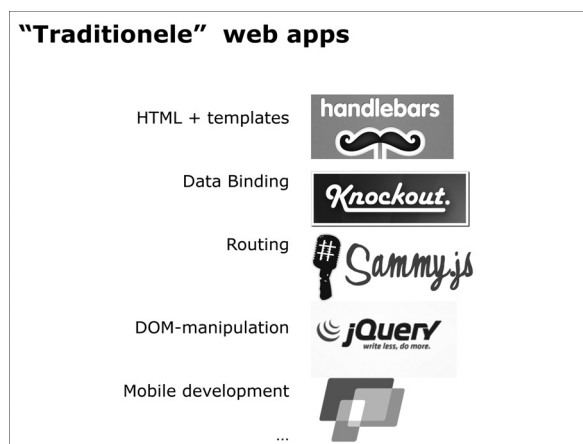 “Traditionele” web apps
HTML + templates
handlebars
Data Binding
Knockout.
Routing
# Sammy.js
DOM-manipulation
jQuery
write less, do more.
Mobile development
...